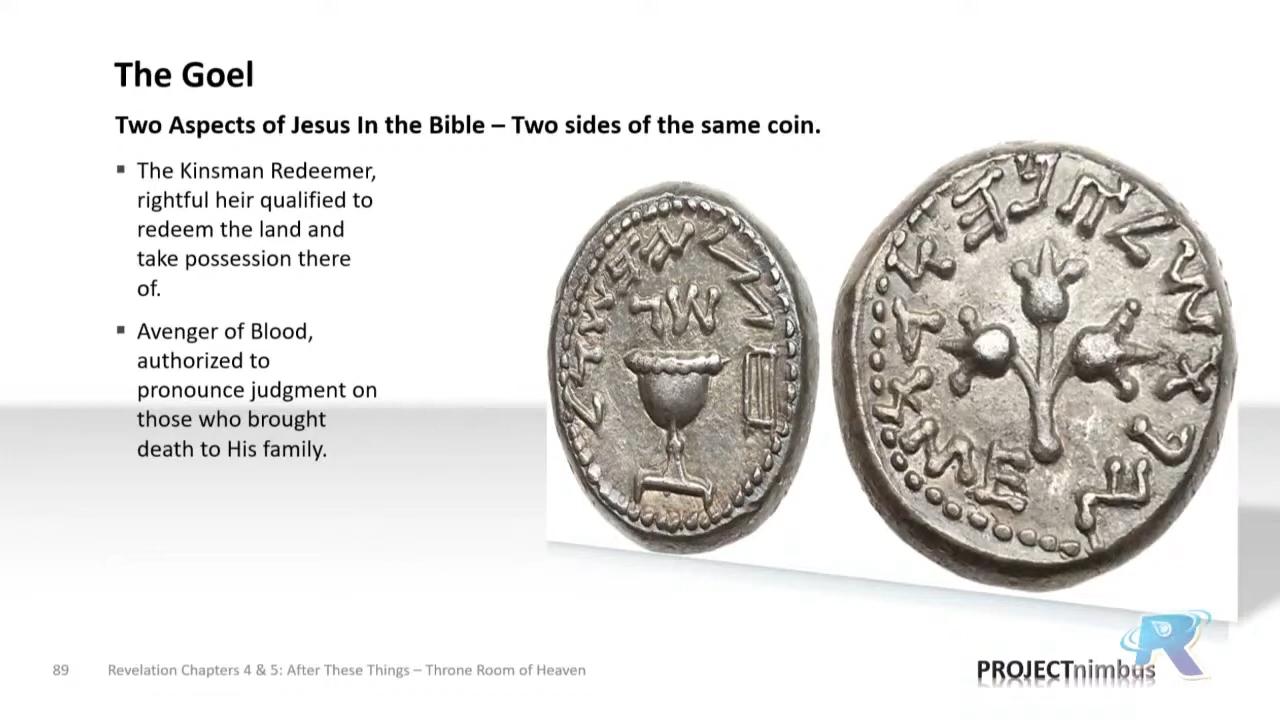 The Goel
Two Aspects of Jesus In the Bible – Two sides of the same coin.
▪ The Kinsman Redeemer,
rightful heir qualified to
redeem the land and
take possession there
of.
▪ Avenger of Blood,
authorized to
pronounce judgment on
those who brought
death to His family.
89 Revelation Chapters 4 & 5: After These Things – Throne Room of Heaven
PROJECTnimbus
R